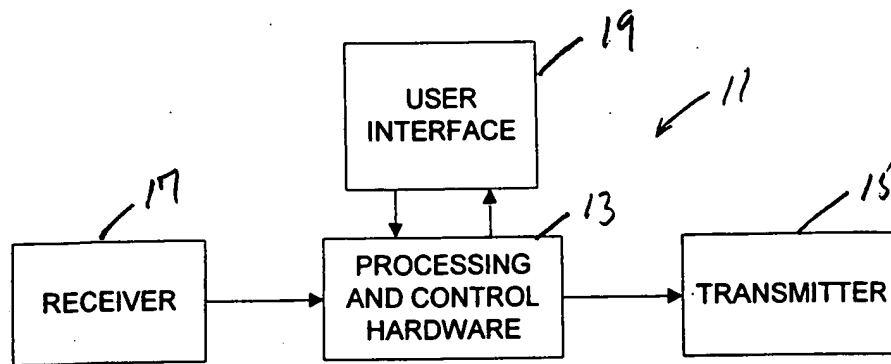 19
USER
INTERFACE
11
17
13
15
RECEIVER
PROCESSING
AND CONTROL
HARDWARE
TRANSMITTER